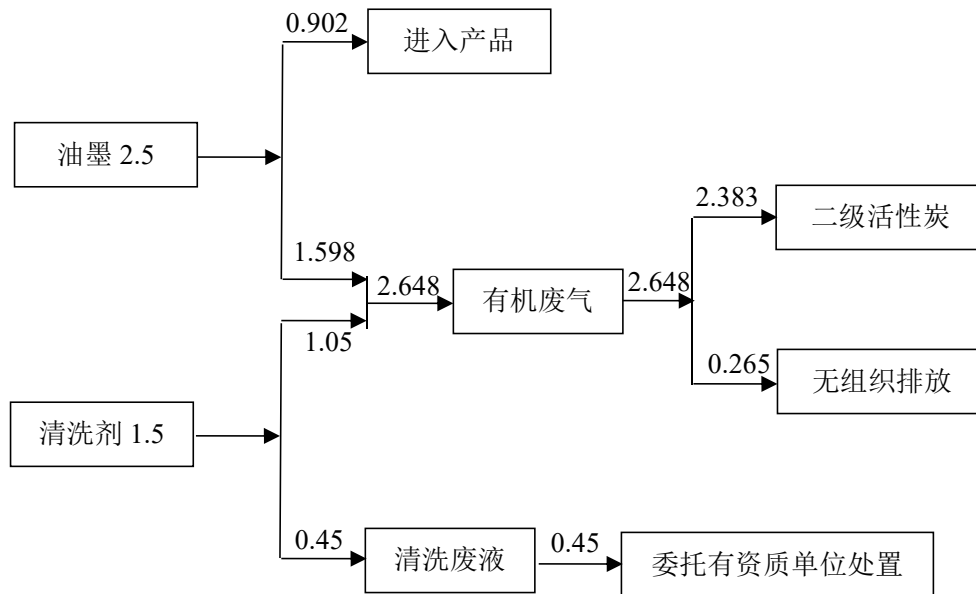 0.902
进入产品
油墨 2.5
2.383
二级活性炭
1.598
2.648
有机废气
2.648
1.05
0.265
无组织排放
清洗剂 1.5
0.45
清洗废液
0.45
委托有资质单位处置